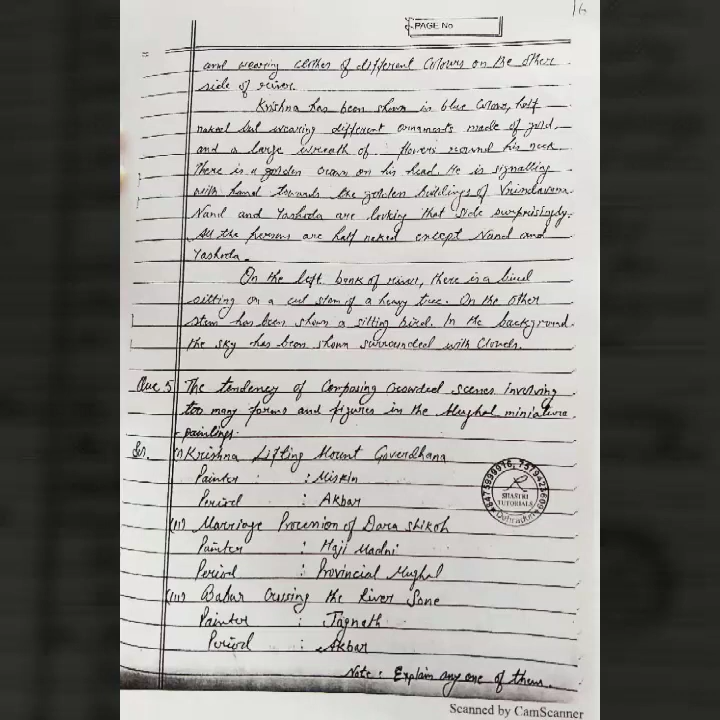 16
PAGE No
and wearing clothes of different Colours on the other
side of river.
Krishna has been shown in blue Colour, half
naked but wearing different ornaments made of gold
and a large wreath of flowers round his neck
There is a golden Crown on his head. He is signalling
with hand towards the golden buildings of Vrindavana
Nand and Yashoda are looking that side surprisingly.
All the persons are half naked except Nand and
Yashoda.
On the left bank of river, there is a bird
sitting on a cut stem of a heavy tree. On the other
stem has been shown a sitting bird. In the background
the sky has been shown surrounded with Clouds.
Que. 5 The tendency of Composing Crowded scenes involving
too many forms and figures in the Mughal miniature
paintings.
(i) Krishna Lifting Mount Goverdhana
Painter : Miskin
Period : Akbar
(ii) Marriage Procession of Dara Shikoh
Painter : Haji Madni
Period : Provincial Mughal
(iii) Babur Crossing the River Sone
Painter : Jagnath
Period : Akbar
Note: Explain any one of them.
SHASTRI
TUTORIALS
Dehradun
Scanned by CamScanner